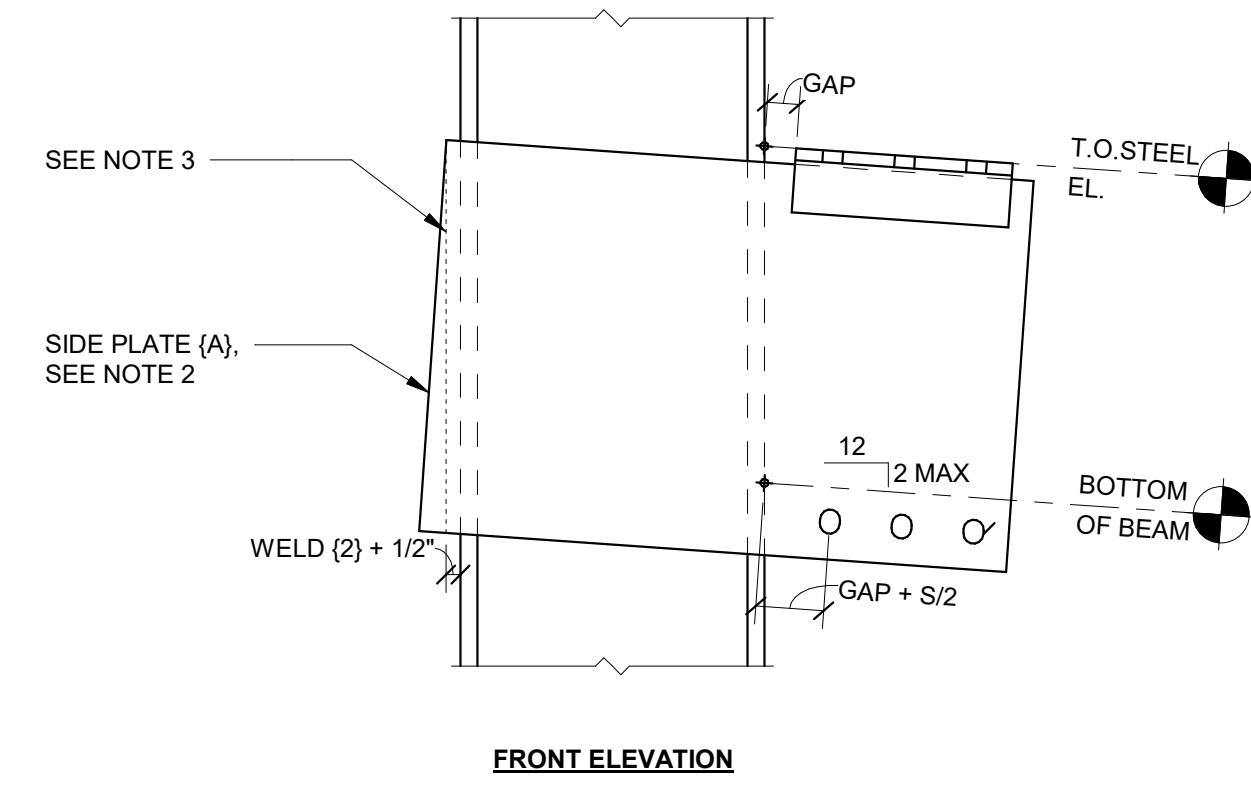 GAP
SEE NOTE 3
T.O.STEEL
EL.
SIDE PLATE {A},
SEE NOTE 2
12
2 MAX
BOTTOM
OF BEAM
WELD {2} + 1/2"
GAP + S/2
FRONT ELEVATION